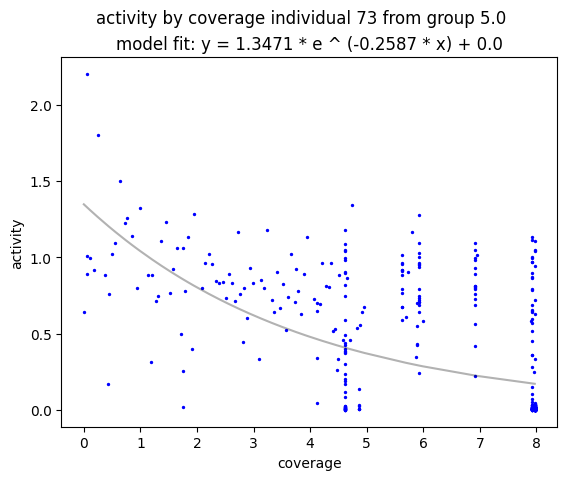 activity by coverage individual 73 from group 5.0
model fit: y = 1.3471 * e ^ (-0.2587 * x) + 0.0
2.0
1.5
1.0
0.5
0.0
activity
0 1 2 3 4 5 6 7 8
coverage